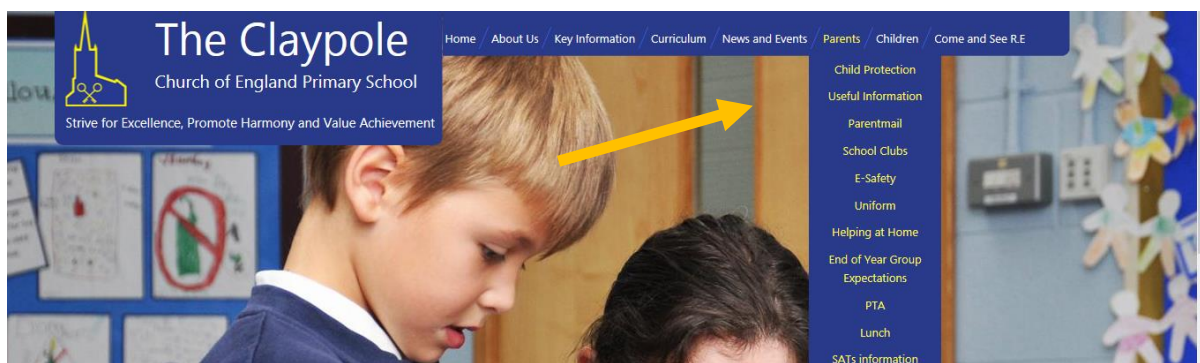 The Claypole
Church of England Primary School
Strive for Excellence, Promote Harmony and Value Achievement
Home / About Us / Key Information / Curriculum / News and Events / Parents / Children / Come and See R.E
Child Protection
Useful Information
Parentmail
School Clubs
E-Safety
Uniform
Helping at Home
End of Year Group
Expectations
PTA
Lunch
SATs information